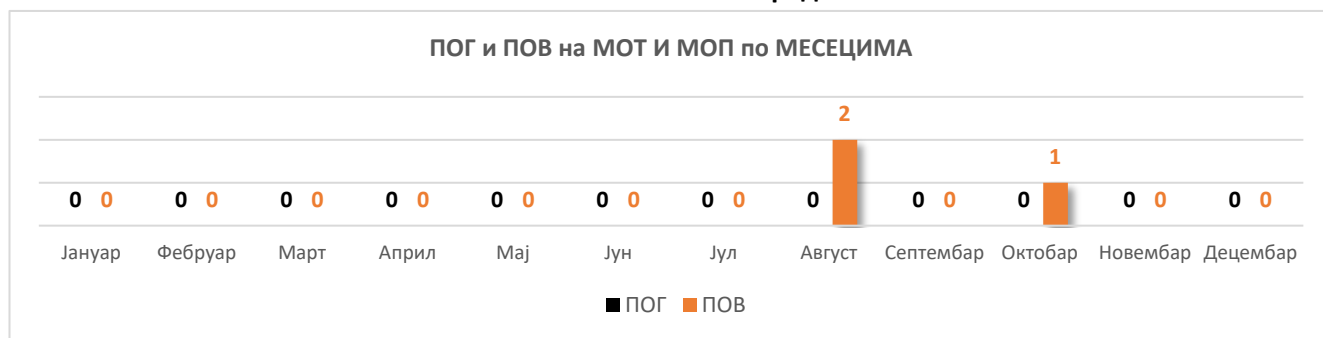 ПОГ и ПОВ на МОТ И МОП по МЕСЕЦИМА
2
1
0 0 0 0 0 0 0 0 0 0 0 0 0 0 0 0 0 0 0 0 0 0
Јануар Фебруар Март Април Мај Јун Јул Август Септембар Октобар Новембар Децембар
ПОГ ПОВ